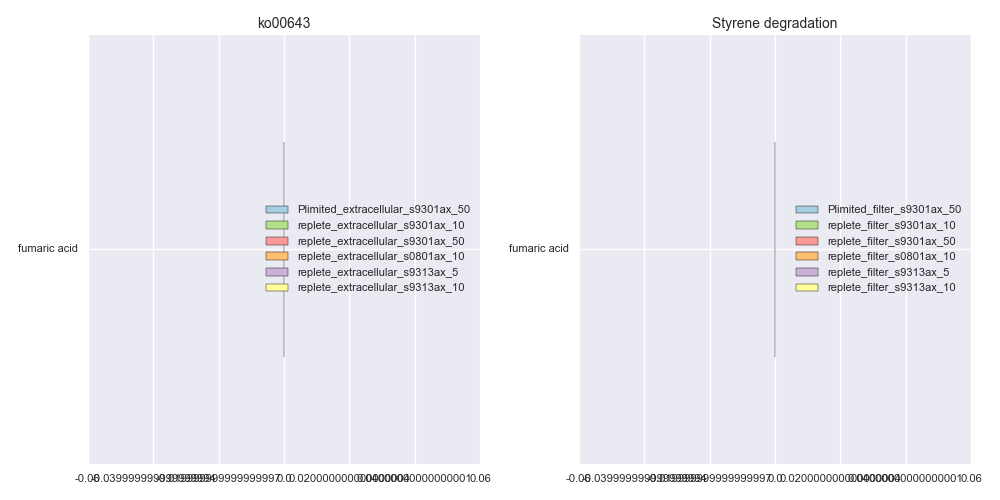 ko00643
Styrene degradation
fumaric acid
Plimited_extracellular_s9301ax_50
replete_extracellular_s9301ax_10
replete_extracellular_s9301ax_50
replete_extracellular_s0801ax_10
replete_extracellular_s9313ax_5
replete_extracellular_s9313ax_10
fumaric acid
Plimited_filter_s9301ax_50
replete_filter_s9301ax_10
replete_filter_s9301ax_50
replete_filter_s0801ax_10
replete_filter_s9313ax_5
replete_filter_s9313ax_10
-0.06
0.0
0.06
-0.06
0.0
0.06